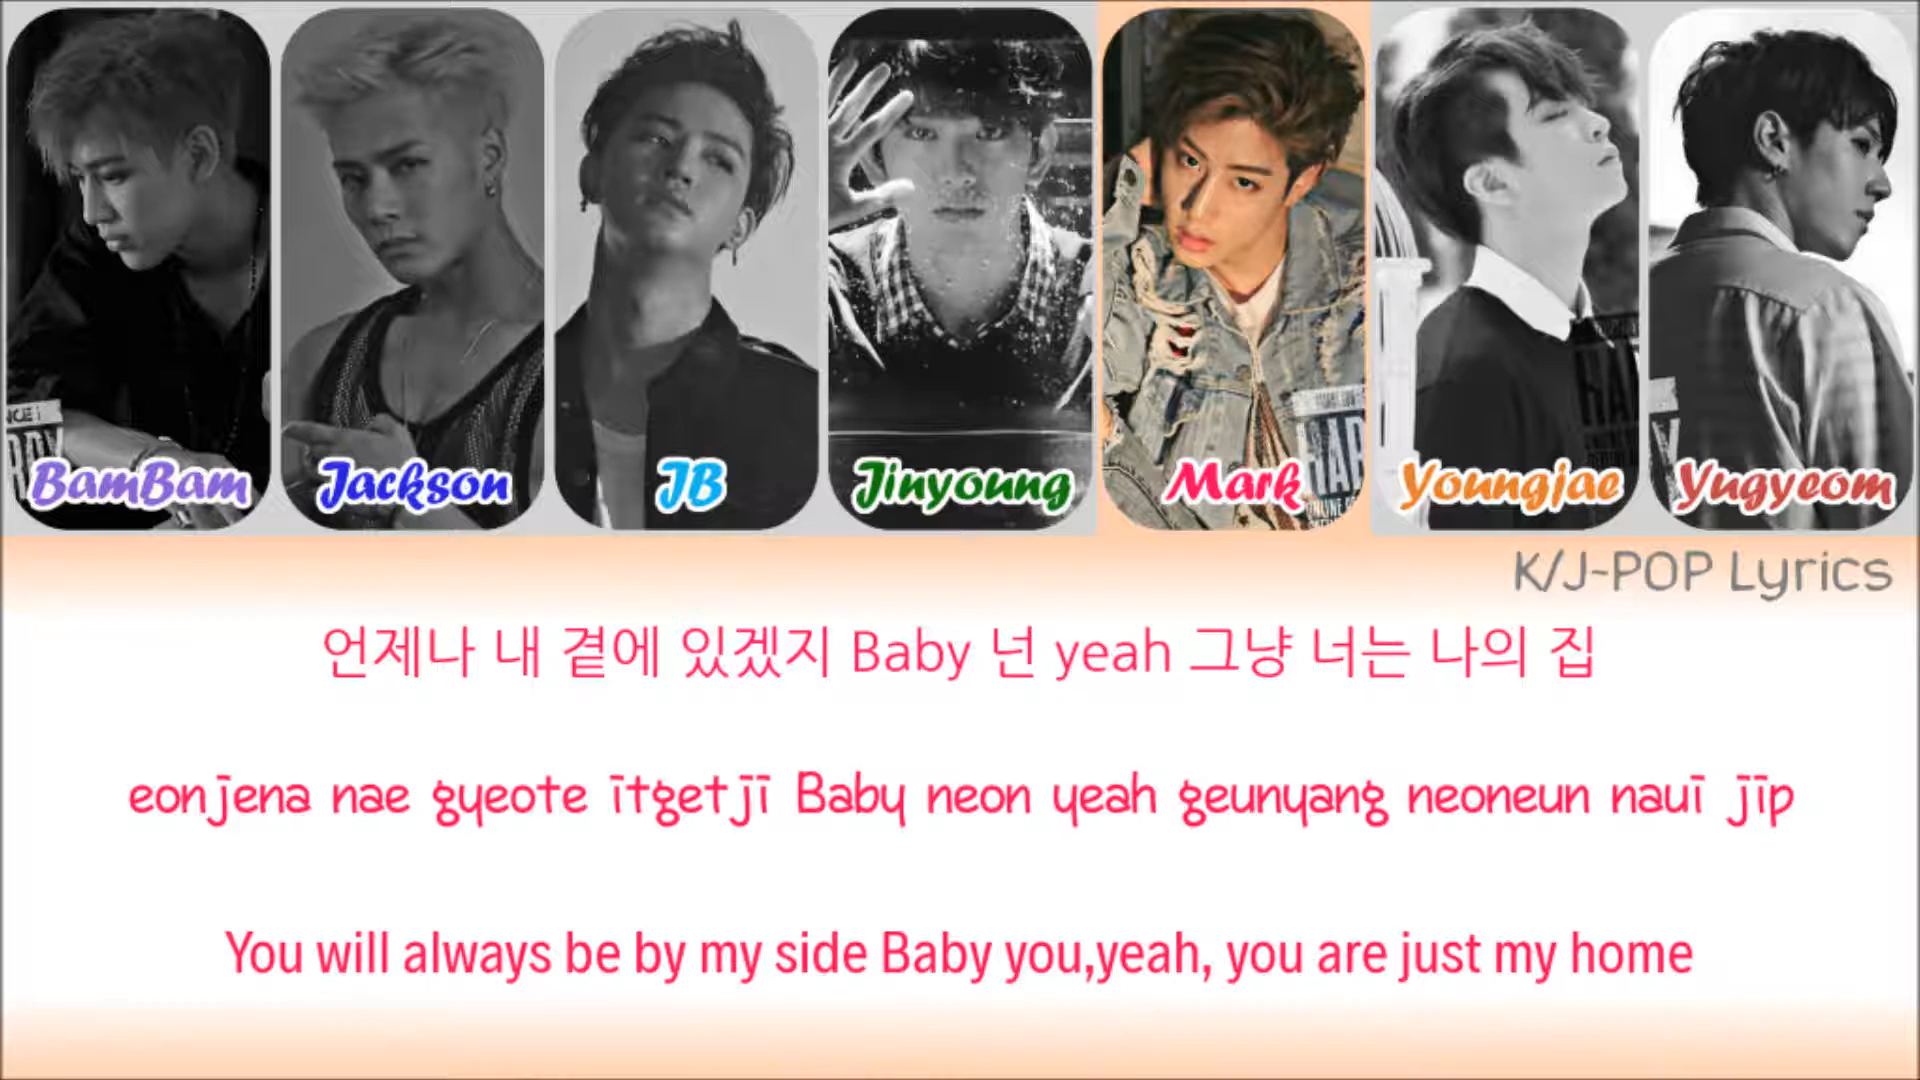 BamBam Jackson JB Jinyoung Mark Youngjae Yugyeom
K/J-POP Lyrics
언제나 내 곁에 있겠지 Baby 넌 yeah 그냥 너는 나의 집
eonjena nae gyeote itgetji Baby neon yeah geunyang neoneun naui jip
You will always be by my side Baby you,yeah, you are just my home